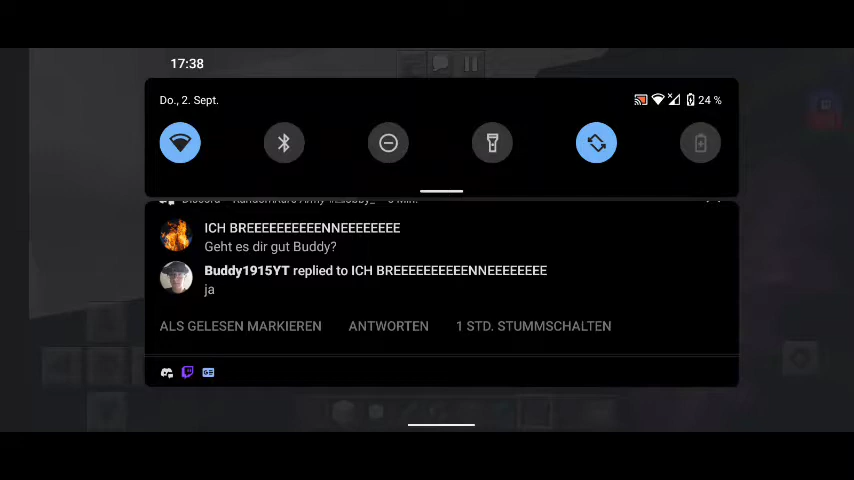 17:38
Do., 2. Sept.
24 %
ICH BREEEEEEEEEENNEEEEEEEE
Geht es dir gut Buddy?
Buddy1915YT replied to ICH BREEEEEEEEEENNEEEEEEEE
ja
ALS GELESEN MARKIEREN ANTWORTEN 1 STD. STUMMSCHALTEN